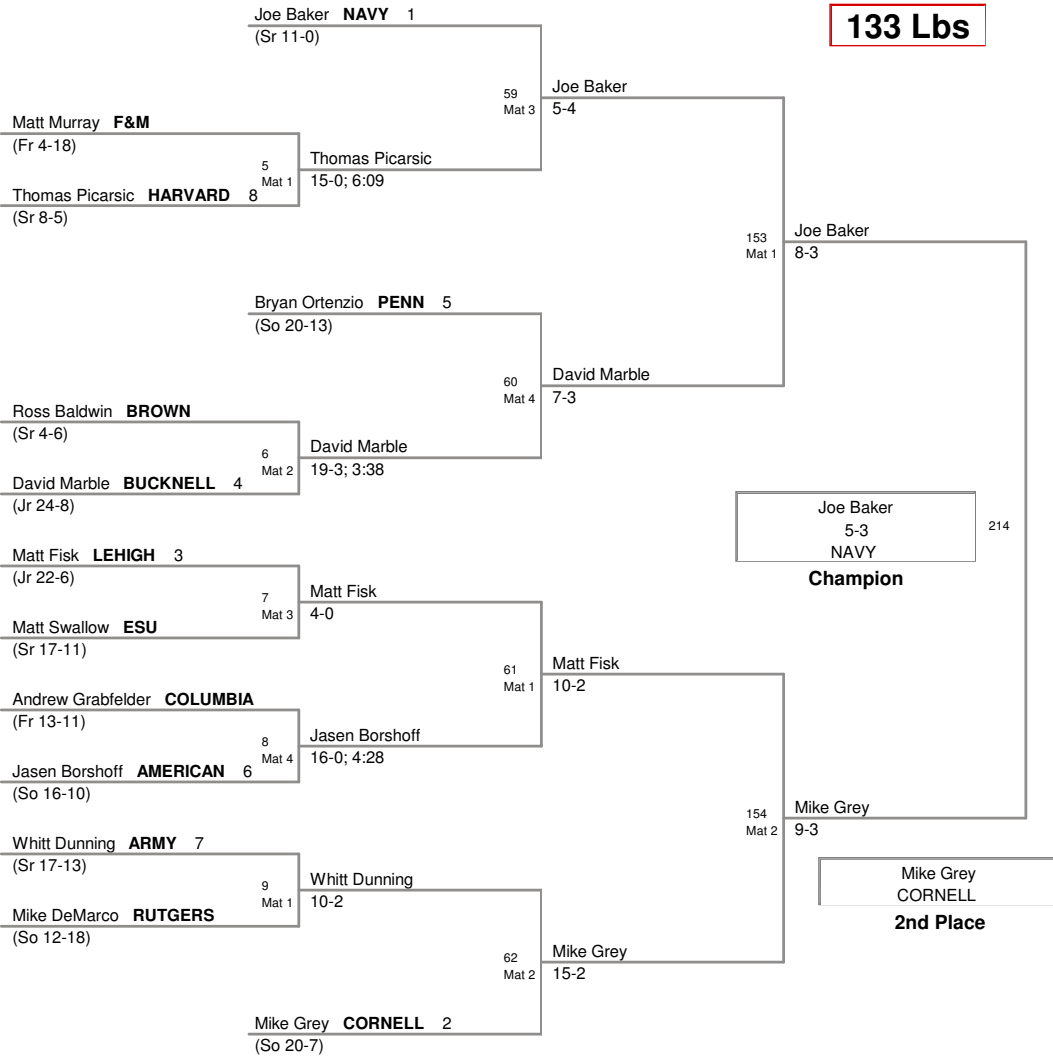 133 Lbs
Joe Baker NAVY 1
(Sr 11-0)
59
Mat 3
Joe Baker
5-4
Matt Murray F&M
(Fr 4-18)
5
Mat 1
Thomas Picarsic
15-0; 6:09
Thomas Picarsic HARVARD 8
(Sr 8-5)
153
Mat 1
Joe Baker
8-3
Bryan Ortenzio PENN 5
(So 20-13)
60
Mat 4
David Marble
7-3
Ross Baldwin BROWN
(Sr 4-6)
6
Mat 2
David Marble
19-3; 3:38
David Marble BUCKNELL 4
(Jr 24-8)
Joe Baker
5-3
NAVY
214
Champion
Matt Fisk LEHIGH 3
(Jr 22-6)
7
Mat 3
Matt Fisk
4-0
Matt Swallow ESU
(Sr 17-11)
61
Mat 1
Matt Fisk
10-2
Andrew Grabfelder COLUMBIA
(Fr 13-11)
8
Mat 4
Jasen Borshoff
16-0; 4:28
Jasen Borshoff AMERICAN 6
(So 16-10)
154
Mat 2
Mike Grey
9-3
Whitt Dunning ARMY 7
(Sr 17-13)
9
Mat 1
Whitt Dunning
10-2
Mike DeMarco RUTGERS
(So 12-18)
Mike Grey
CORNELL
2nd Place
62
Mat 2
Mike Grey
15-2
Mike Grey CORNELL 2
(So 20-7)